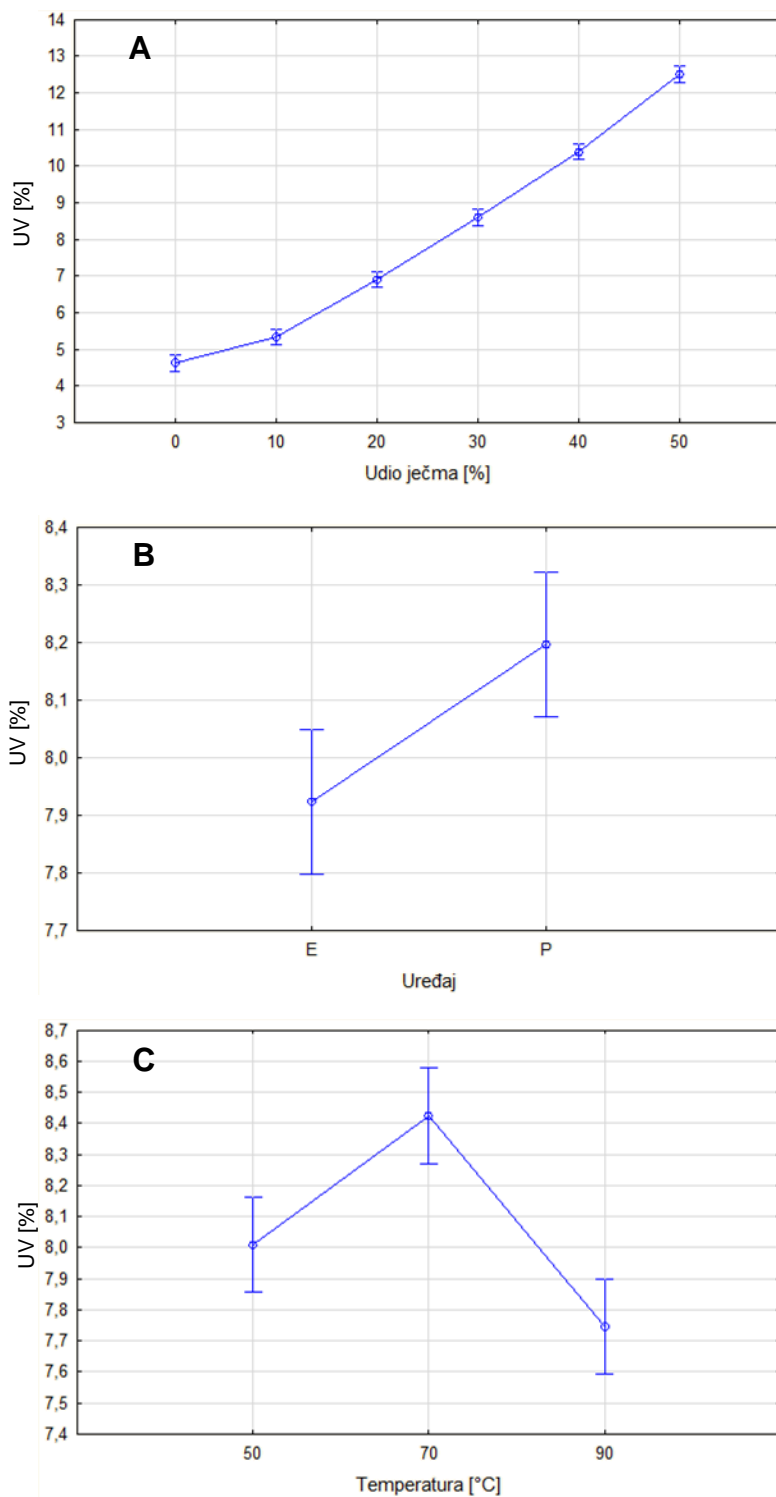 A
14
13
12
11
10
9
8
7
6
5
4
3
UV [%]
0 10 20 30 40 50
Udio ječma [%]
B
8,4
8,3
8,2
8,1
8,0
7,9
7,8
7,7
UV [%]
E P
Uređaj
C
8,7
8,6
8,5
8,4
8,3
8,2
8,1
8,0
7,9
7,8
7,7
7,6
7,5
7,4
UV [%]
50 70 90
Temperatura [°C]